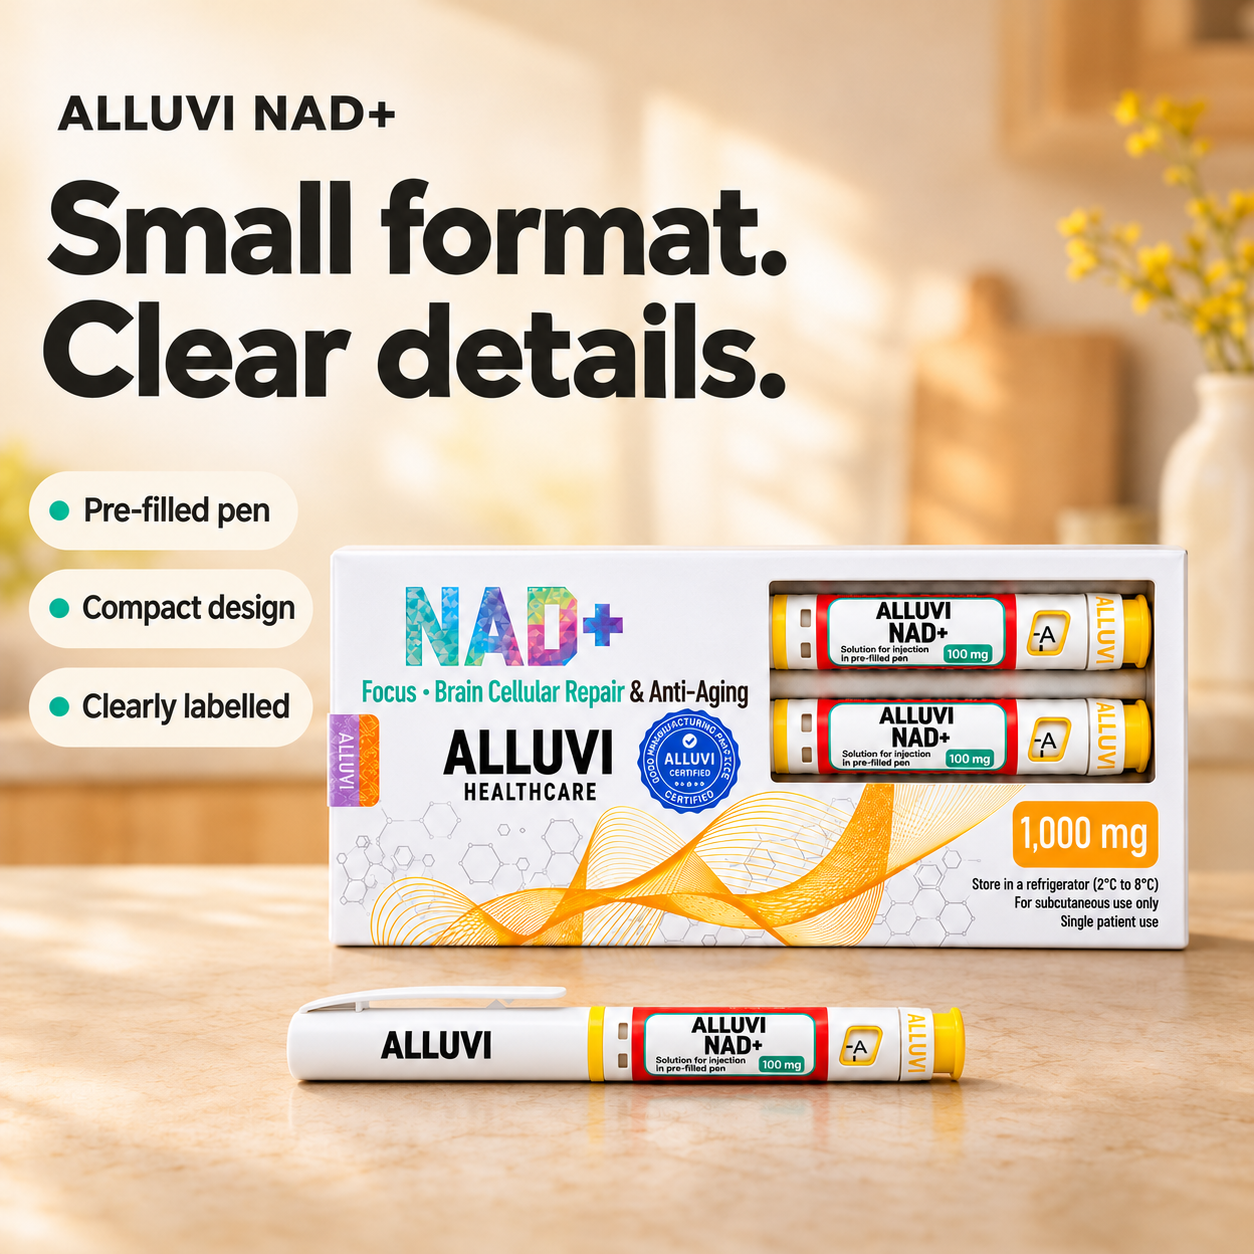 ALLUVI NAD+
Small format.
Clear details.
Pre-filled pen
Compact design
Clearly labelled
NAD+
Focus • Brain Cellular Repair & Anti-Aging
ALLUVI
HEALTHCARE
GOOD MANUFACTURING PRACTICE
ALLUVI
CERTIFIED
CERTIFIED
ALLUVI
ALLUVI
NAD+
Solution for injection
in pre-filled pen
100 mg
-A
ALLUVI
ALLUVI
NAD+
Solution for injection
in pre-filled pen
100 mg
-A
ALLUVI
1,000 mg
Store in a refrigerator (2°C to 8°C)
For subcutaneous use only
Single patient use
ALLUVI
ALLUVI
NAD+
Solution for injection
in pre-filled pen
100 mg
-A
ALLUVI